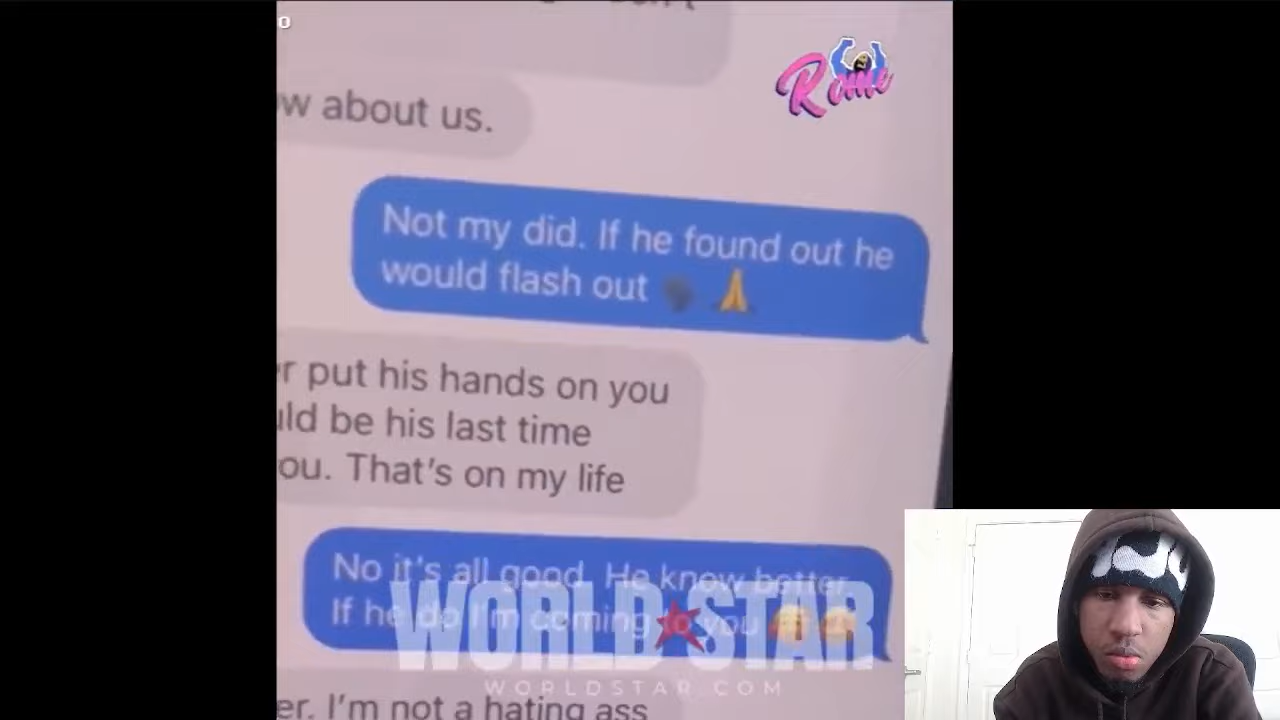 o
Rome
w about us.
Not my did. If he found out he
would flash out 🗣️ 🙏
r put his hands on you
uld be his last time
ou. That's on my life
No it's all good. He know better
If he do I'm coming to you
WORLD STAR
WORLDSTAR.COM
er. I'm not a hating ass